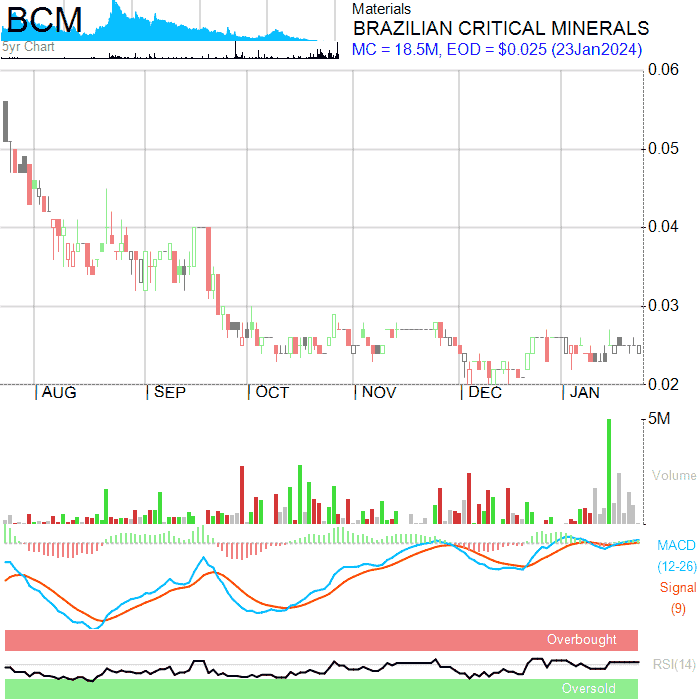 BCM
5yr Chart
Materials
BRAZILIAN CRITICAL MINERALS
MC = 18.5M, EOD = $0.025 (23Jan2024)
0.06
0.05
0.04
0.03
0.02
AUG SEP OCT NOV DEC JAN
5M
Volume
MACD
(12-26)
Signal
(9)
Overbought
RSI(14)
Oversold